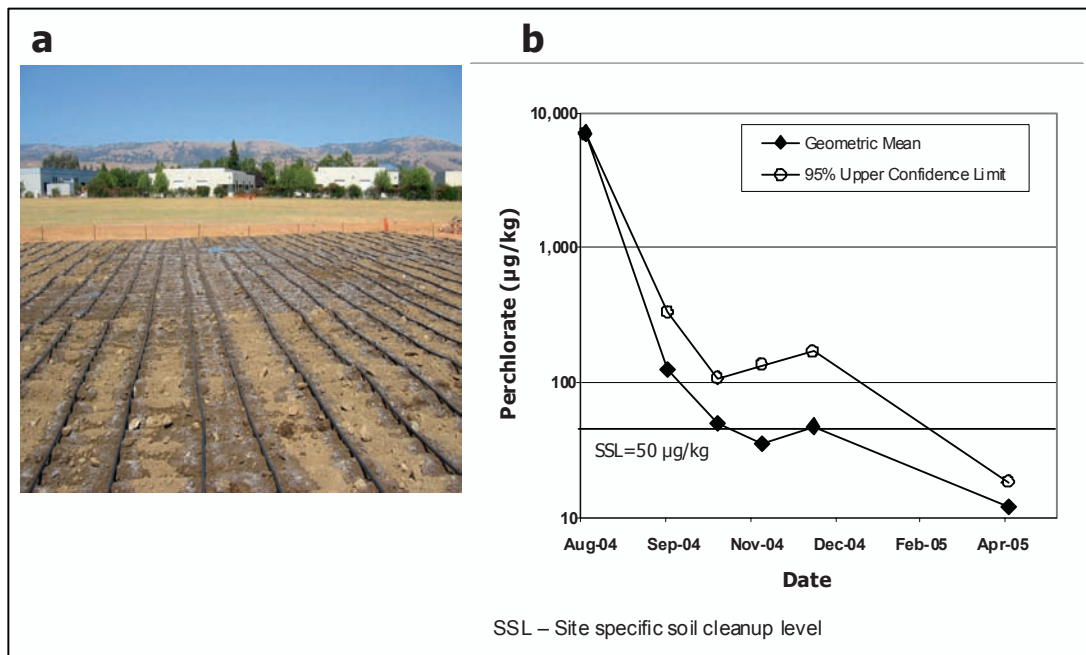 a
b
10,000
1,000
100
10
Perchlorate (µg/kg)
Geometric Mean
95% Upper Confidence Limit
SSL=50 µg/kg
Aug-04 Sep-04 Nov-04 Dec-04 Feb-05 Apr-05
Date
SSL – Site specific soil cleanup level